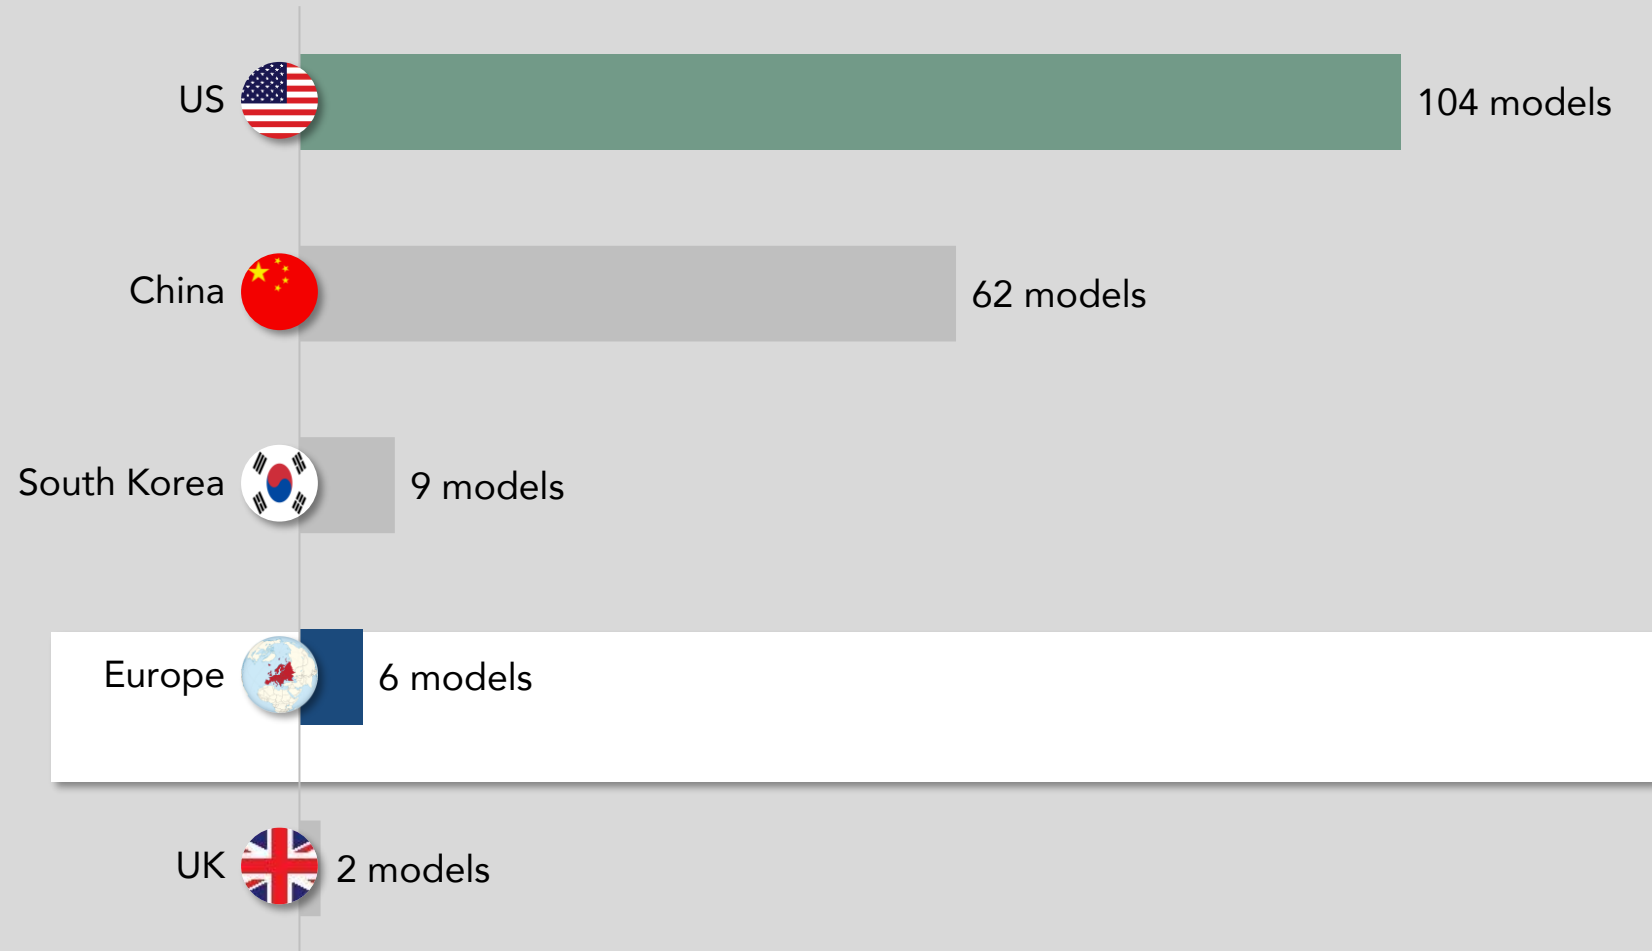 US 104 models
China 62 models
South Korea 9 models
Europe 6 models
UK 2 models